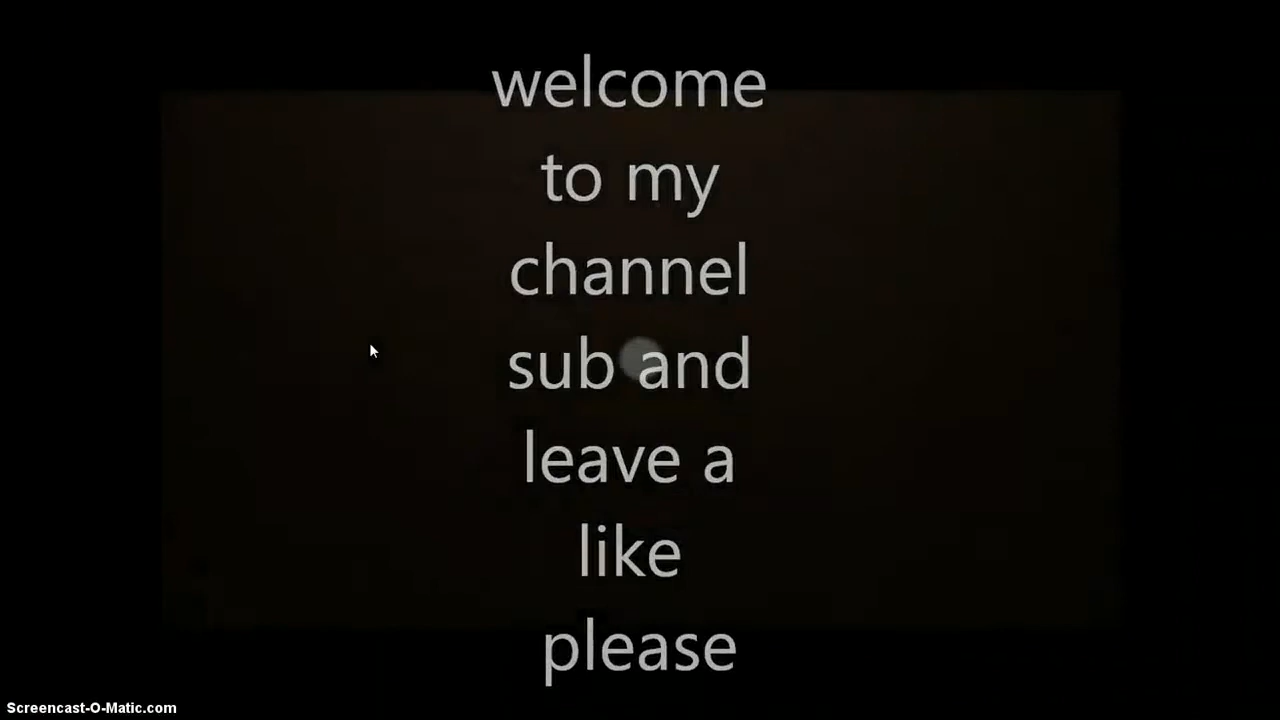 welcome
to my
channel
sub and
leave a
like
please
Screencast-O-Matic.com